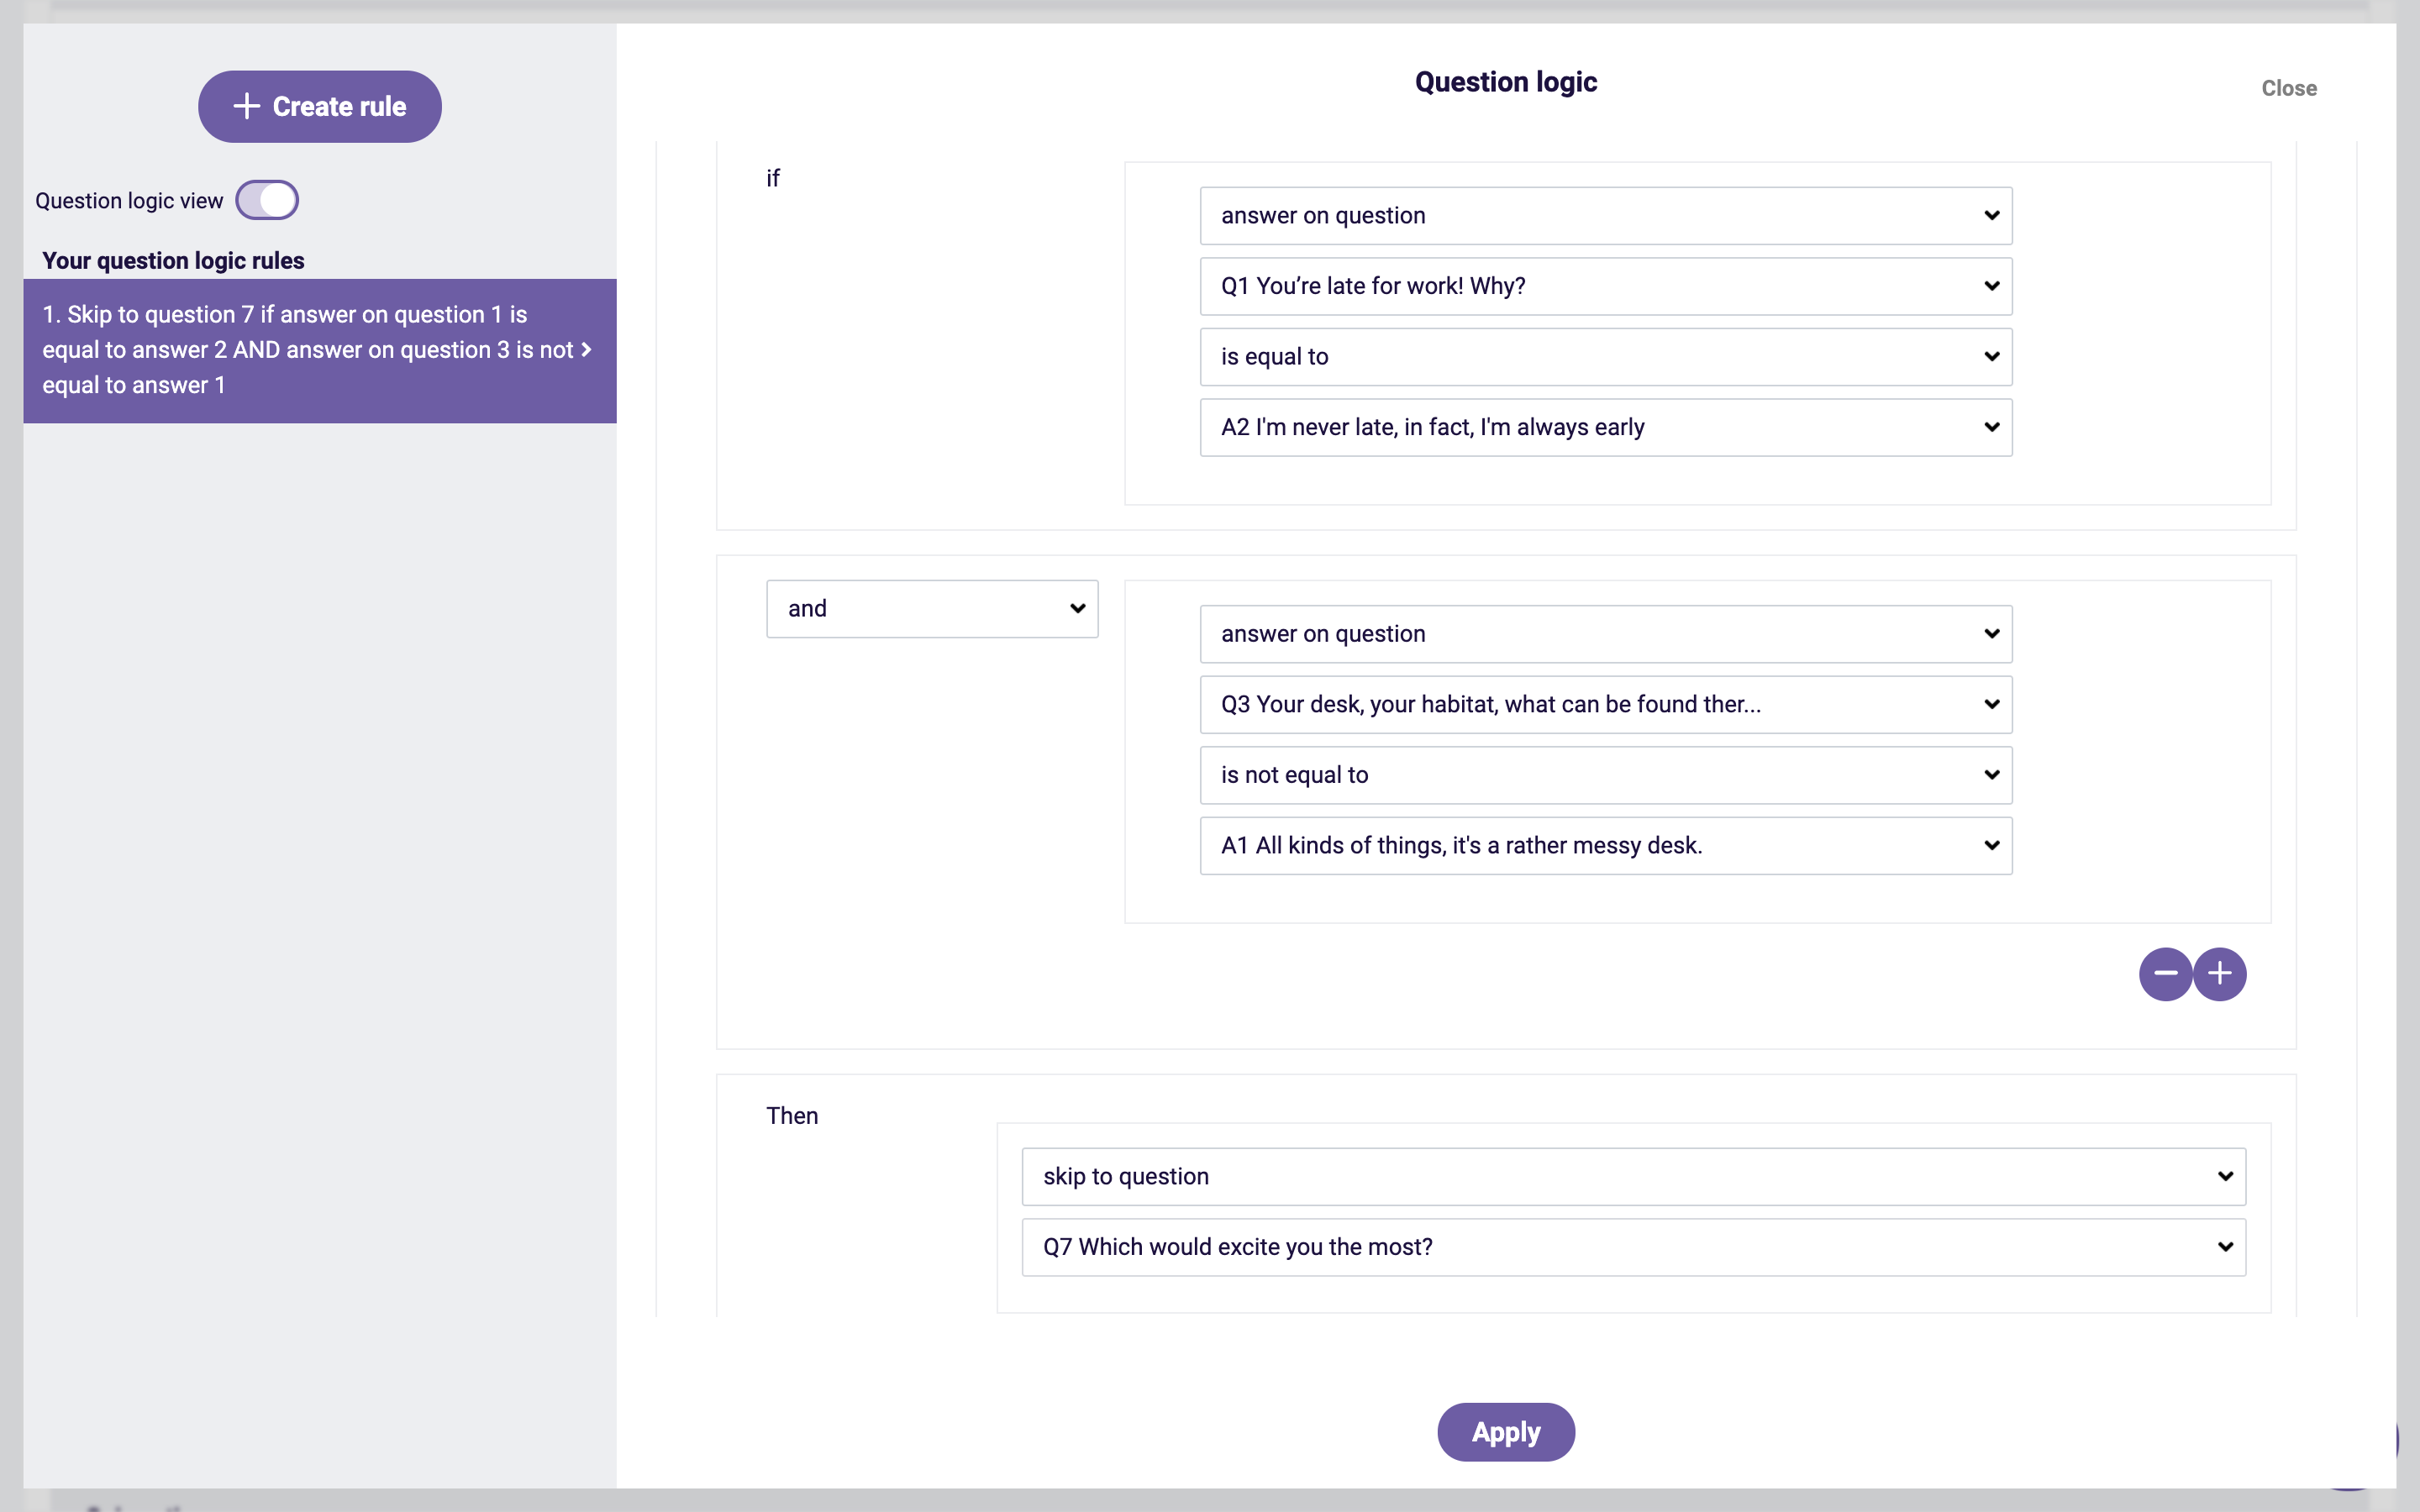 Create rule
Question logic view
Your question logic rules
1. Skip to question 7 if answer on question 1 is
equal to answer 2 AND answer on question 3 is not
equal to answer 1
Question logic
Close
if
answer on question
Q1 You’re late for work! Why?
is equal to
A2 I'm never late, in fact, I'm always early
and
answer on question
Q3 Your desk, your habitat, what can be found ther...
is not equal to
A1 All kinds of things, it's a rather messy desk.
Then
skip to question
Q7 Which would excite you the most?
Apply